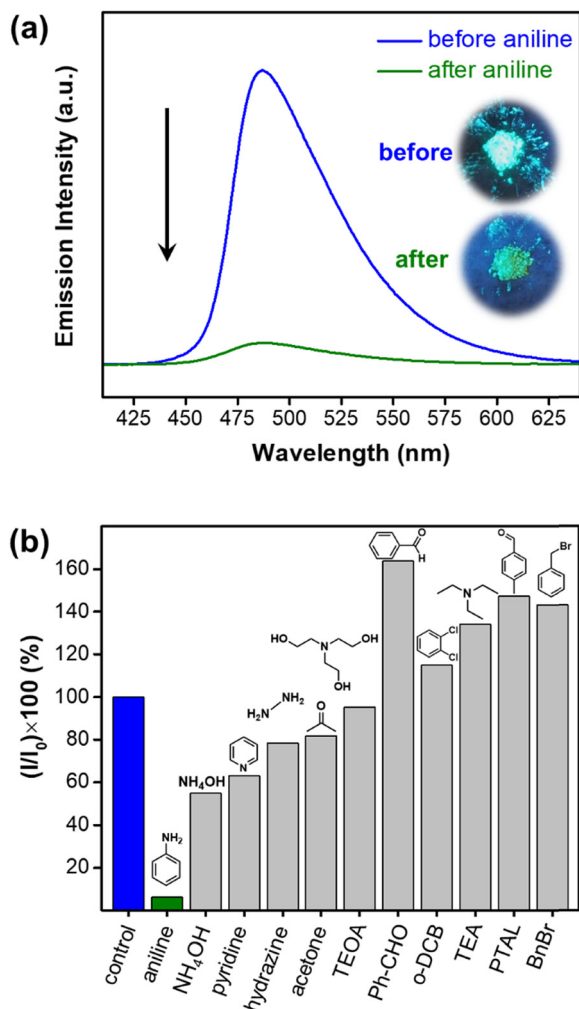 (a)
before aniline
after aniline
before
after
Emission Intensity (a.u.)
425 450 475 500 525 550 575 600 625
Wavelength (nm)
(b)
160
140
120
100
80
60
40
20
(I/I₀)×100 (%)
NH₂
NH₄OH
N
H₂N
NH₂
O
HO
OH
N
OH
O
H
Cl
Cl
N
O
Br
control
aniline
NH₄OH
pyridine
hydrazine
acetone
TEOA
Ph-CHO
o-DCB
TEA
PTAL
BnBr